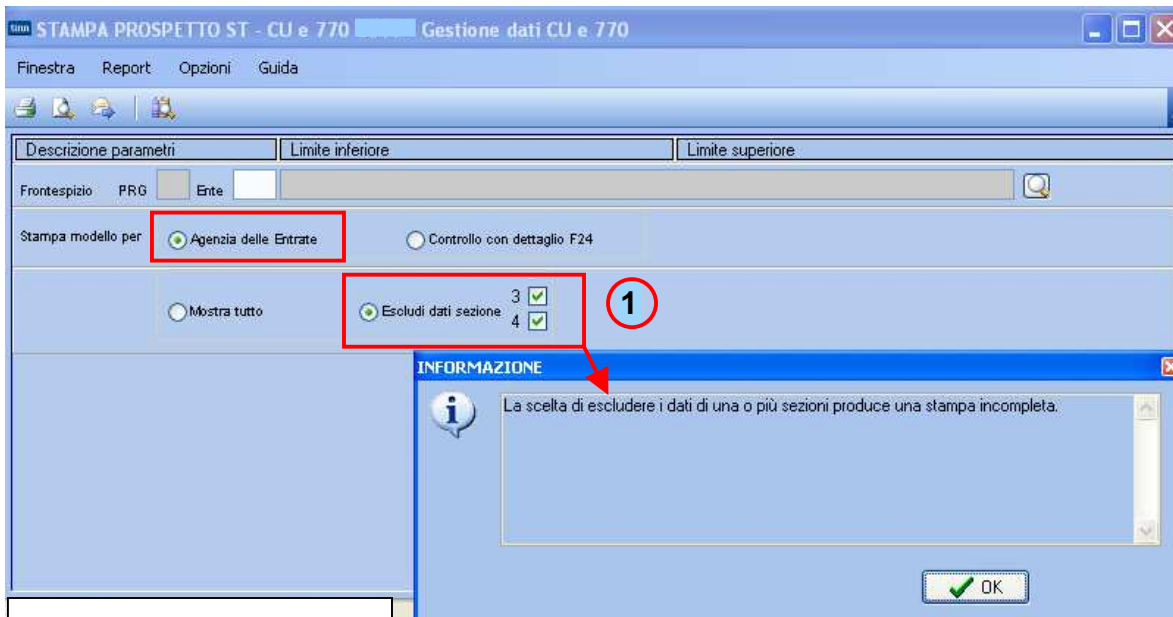 tinn STAMPA PROSPETTO ST - CU e 770 Gestione dati CU e 770
Finestra Report Opzioni Guida
Descrizione parametri Limite inferiore Limite superiore
Frontespizio PRG Ente
Stampa modello per Agenzia delle Entrate Controllo con dettaglio F24
Mostra tutto Escludi dati sezione 3
4
1
INFORMAZIONE
La scelta di escludere i dati di una o più sezioni produce una stampa incompleta.
OK